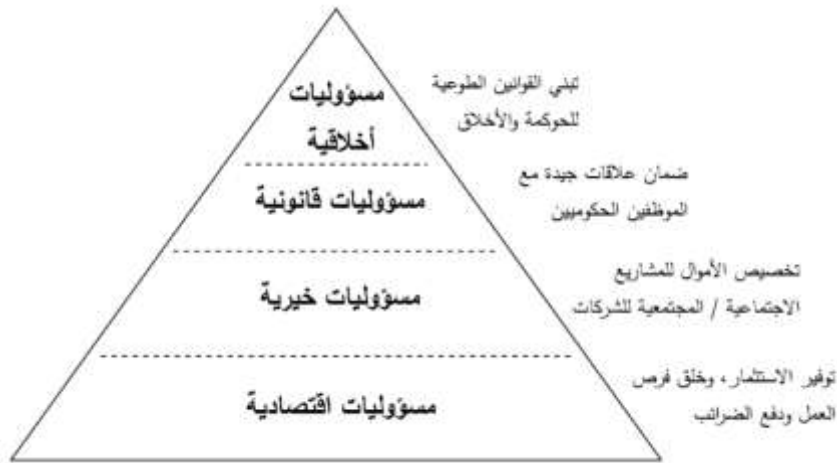 تبني القوانين الطوعية
للحوكمة والأخلاق
مسؤوليات
أخلاقية
ضمان علاقات جيدة مع
الموظفين الحكوميين
مسؤوليات قانونية
تخصيص الأموال للمشاريع
الاجتماعية / المجتمعية للشركات
مسؤوليات خيرية
توفير الاستثمار، وخلق فرص
العمل ودفع الضرائب
مسؤوليات اقتصادية